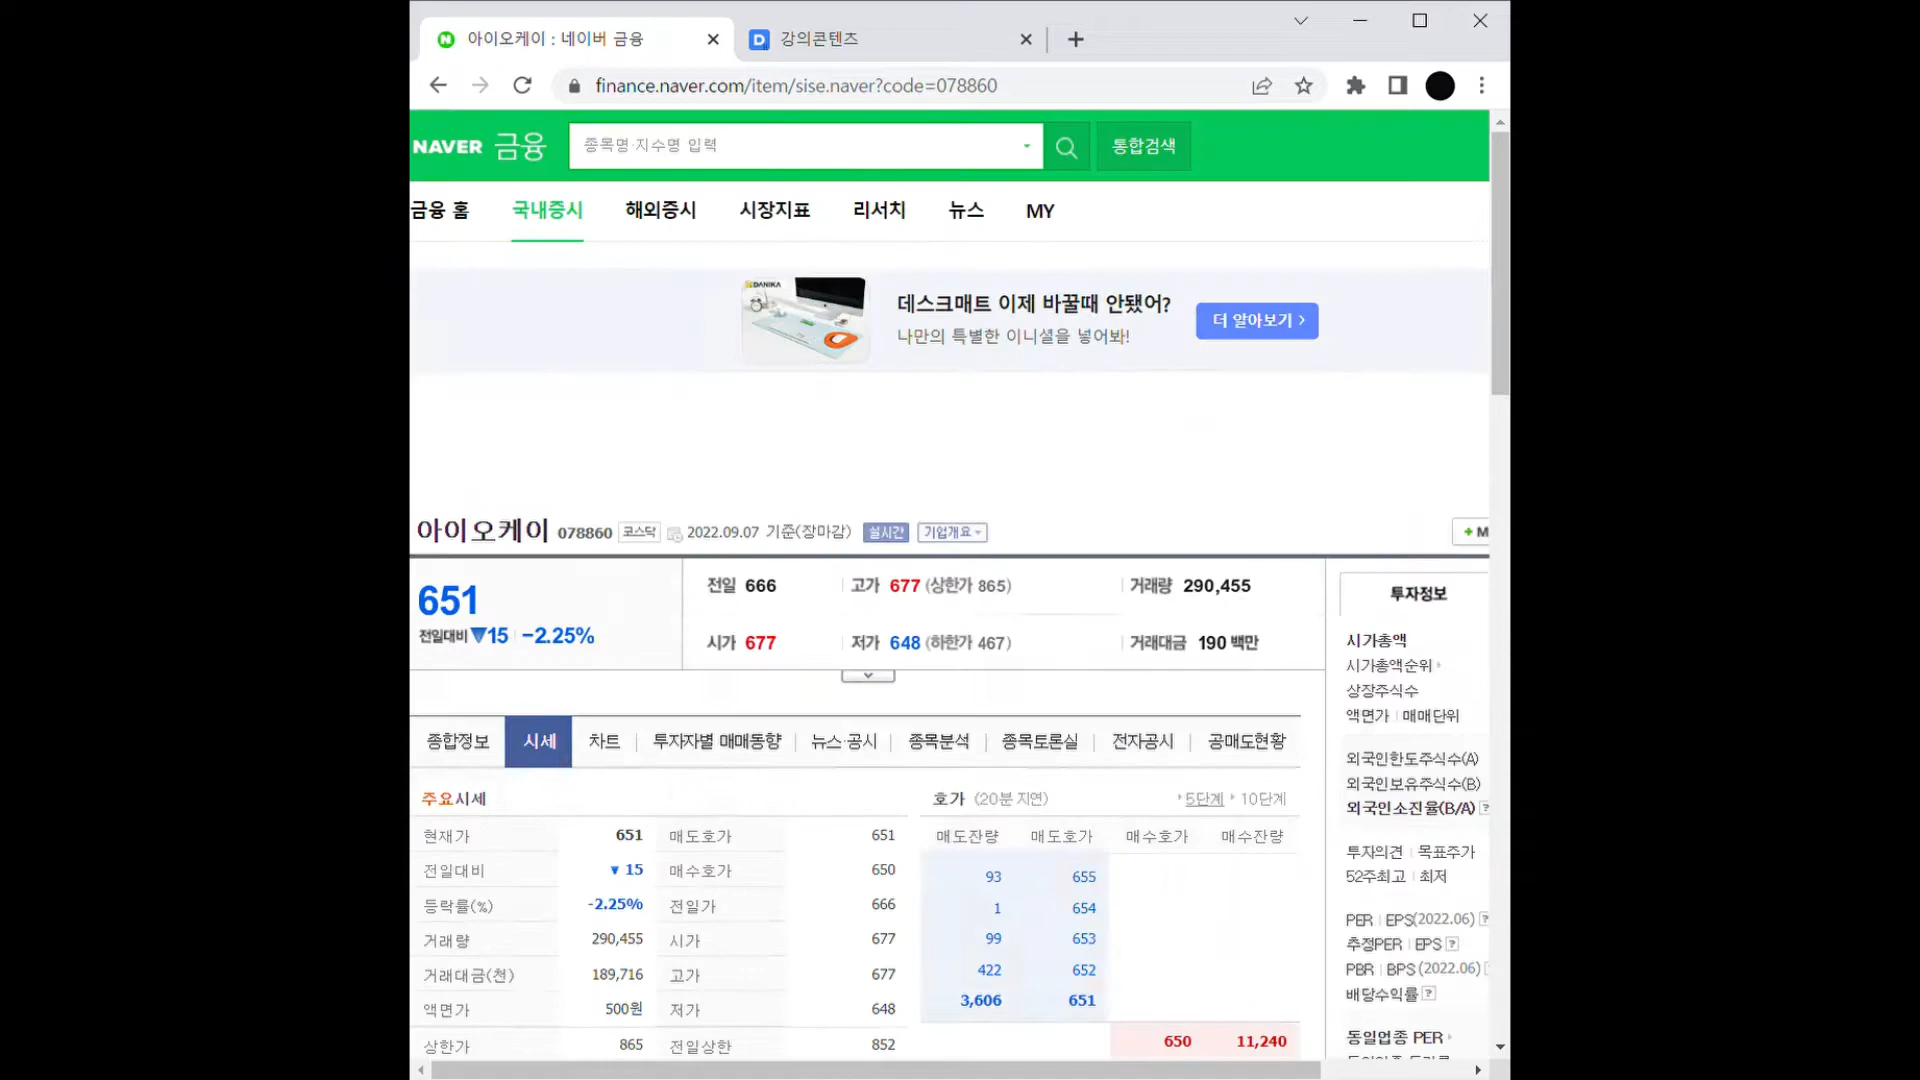 아이오케이 : 네이버 금융
강의콘텐츠
finance.naver.com/item/sise.naver?code=078860
NAVER 금융
종목명·지수명 입력
통합검색
금융 홈 국내증시 해외증시 시장지표 리서치 뉴스 MY
DANIKA
데스크매트 이제 바꿀때 안됐어?
나만의 특별한 이니셜을 넣어봐!
더 알아보기 >
아이오케이 078860 코스닥 2022.09.07 기준(장마감) 실시간 기업개요
+ M
651
전일대비 ▼15 -2.25%
전일 666 고가 677 (상한가 865) 거래량 290,455
시가 677 저가 648 (하한가 467) 거래대금 190 백만
종합정보 시세 차트 투자자별 매매동향 뉴스·공시 종목분석 종목토론실 전자공시 공매도현황
주요시세
현재가 651 매도호가 651
전일대비 ▼ 15 매수호가 650
등락률(%) -2.25% 전일가 666
거래량 290,455 시가 677
거래대금(천) 189,716 고가 677
액면가 500원 저가 648
상한가 865 전일상한 852
호가 (20분 지연) 5단계 10단계
매도잔량 매도호가 매수호가 매수잔량
93 655
1 654
99 653
422 652
3,606 651
650 11,240
투자정보
시가총액
시가총액순위
상장주식수
액면가 | 매매단위
외국인한도주식수(A)
외국인보유주식수(B)
외국인소진율(B/A) ?
투자의견 | 목표주가
52주최고 | 최저
PER | EPS(2022.06) ?
추정PER | EPS ?
PBR | BPS (2022.06)
배당수익률 ?
동일업종 PER